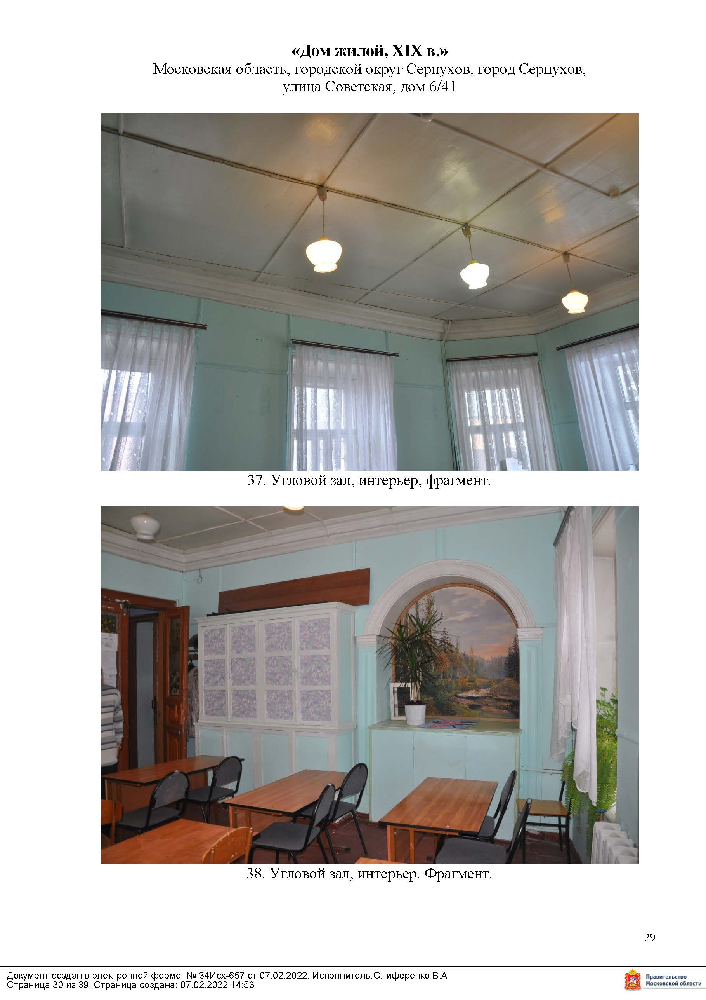 «Дом жилой, XIX в.»
Московская область, городской округ Серпухов, город Серпухов,
улица Советская, дом 6/41
37. Угловой зал, интерьер, фрагмент.
38. Угловой зал, интерьер. Фрагмент.
29
Документ создан в электронной форме. № 34Исх-657 от 07.02.2022. Исполнитель:Олиференко В.А
Страница 30 из 39. Страница создана: 07.02.2022 14:53
Правительство
Московской области